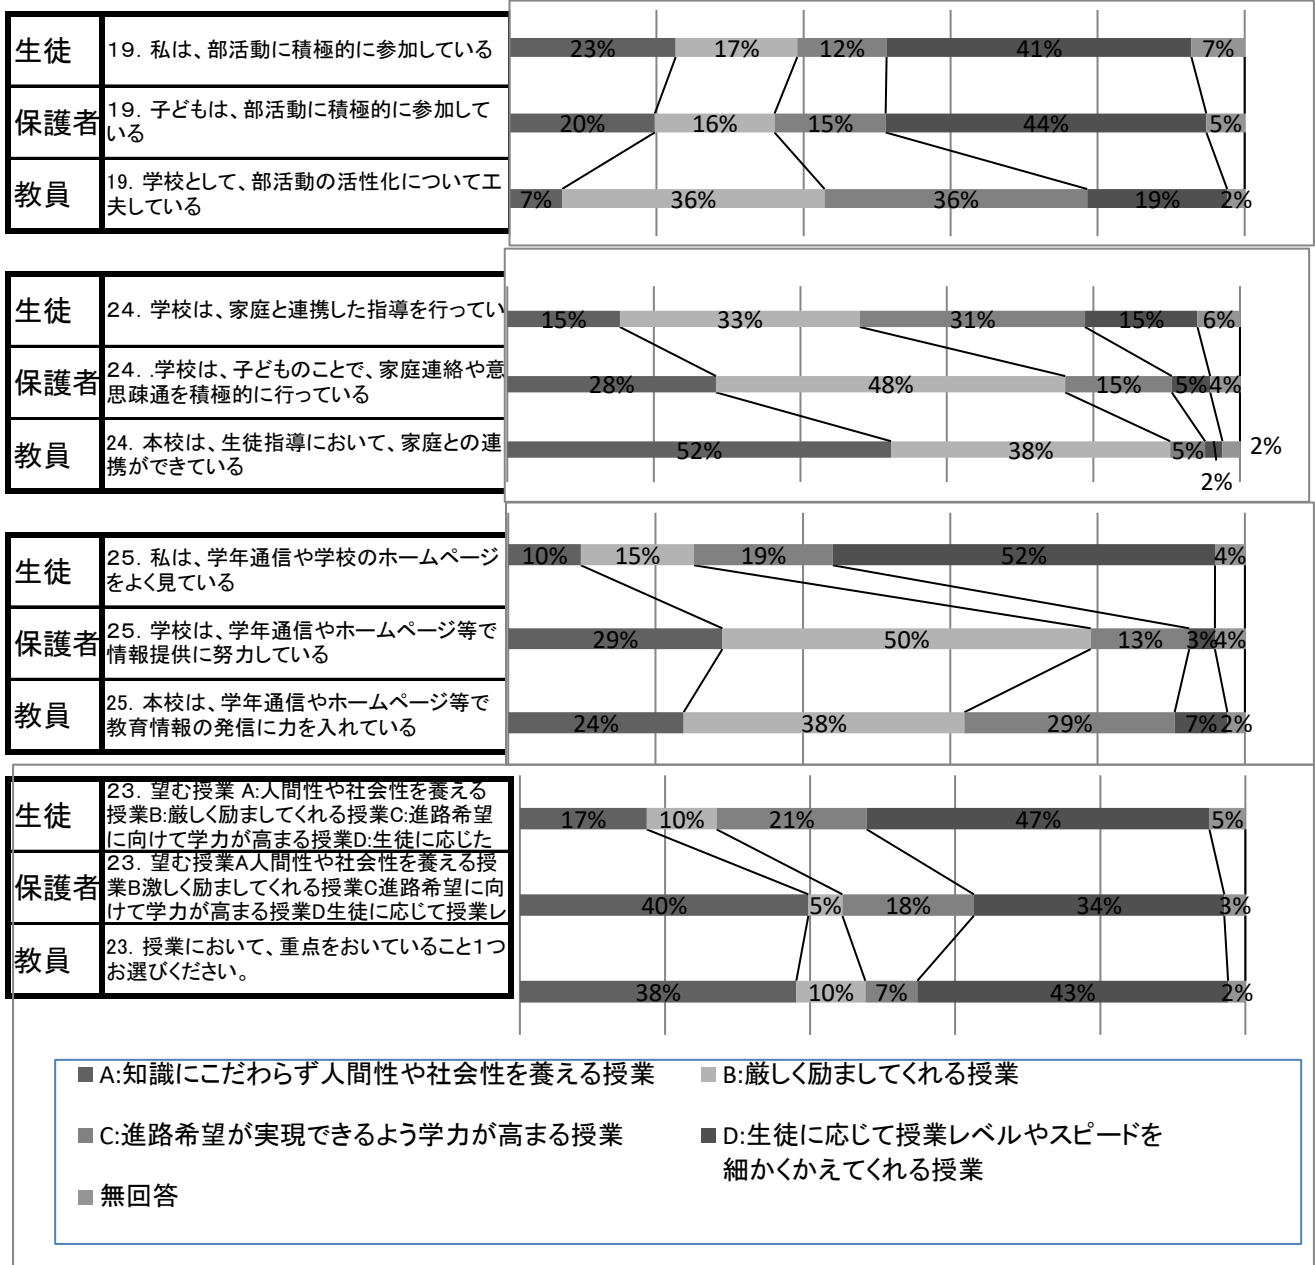 生徒
19. 私は、部活動に積極的に参加している
23% 17% 12% 41% 7%
保護者
19. 子どもは、部活動に積極的に参加して
いる
20% 16% 15% 44% 5%
教員
19. 学校として、部活動の活性化について工
夫している
7% 36% 36% 19% 2%
生徒
24. 学校は、家庭と連携した指導を行ってい
15% 33% 31% 15% 6%
保護者
24. .学校は、子どものことで、家庭連絡や意
思疎通を積極的に行っている
28% 48% 15% 5% 4%
教員
24. 本校は、生徒指導において、家庭との連
携ができている
52% 38% 5% 2%
2%
生徒
25. 私は、学年通信や学校のホームページ
をよく見ている
10% 15% 19% 52% 4%
保護者
25. 学校は、学年通信やホームページ等で
情報提供に努力している
29% 50% 13% 3% 4%
教員
25. 本校は、学年通信やホームページ等で
教育情報の発信に力を入れている
24% 38% 29% 7% 2%
生徒
23. 望む授業 A:人間性や社会性を養える
授業B:厳しく励ましてくれる授業C:進路希望
に向けて学力が高まる授業D:生徒に応じた
17% 10% 21% 47% 5%
保護者
23. 望む授業A人間性や社会性を養える授
業B激しく励ましてくれる授業C進路希望に向
けて学力が高まる授業D生徒に応じて授業レ
40% 5% 18% 34% 3%
教員
23. 授業において、重点をおいていること1つ
お選びください。
38% 10% 7% 43% 2%
A:知識にこだわらず人間性や社会性を養える授業
B:厳しく励ましてくれる授業
C:進路希望が実現できるよう学力が高まる授業
D:生徒に応じて授業レベルやスピードを
細かくかえてくれる授業
無回答